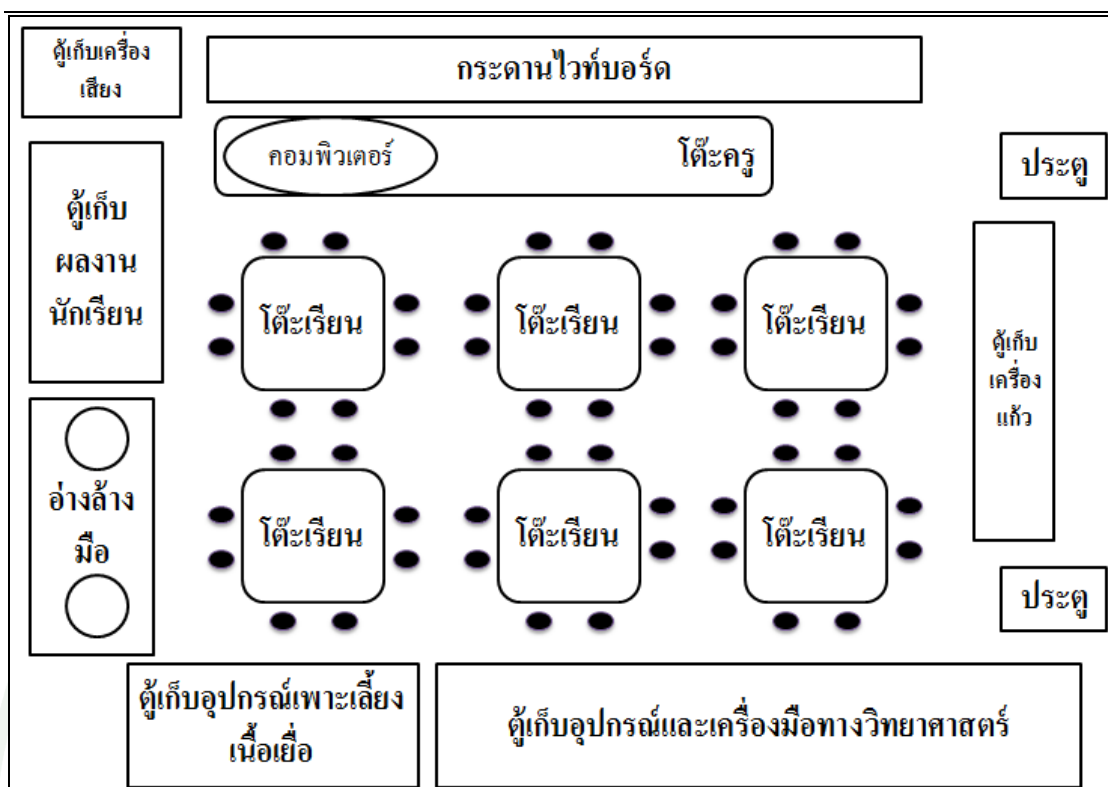 ตู้เก็บเครื่อง
เสียง
กระดานไวท์บอร์ด
คอมพิวเตอร์
โต๊ะครู
ประตู
ตู้เก็บ
ผลงาน
นักเรียน
โต๊ะเรียน
โต๊ะเรียน
โต๊ะเรียน
ตู้เก็บ
เครื่อง
แก้ว
อ่างล้าง
มือ
โต๊ะเรียน
โต๊ะเรียน
โต๊ะเรียน
ประตู
ตู้เก็บอุปกรณ์เพาะเลี้ยง
เนื้อเยื่อ
ตู้เก็บอุปกรณ์และเครื่องมือทางวิทยาศาสตร์